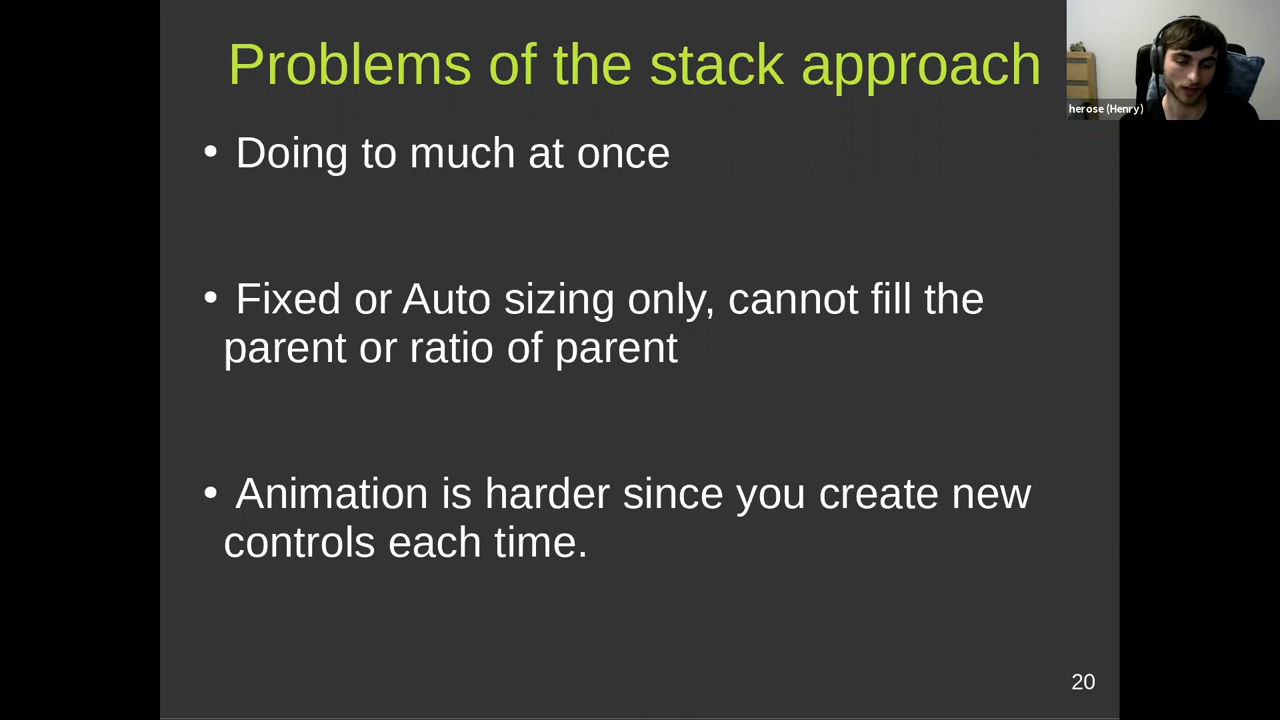 Problems of the stack approach
herose (Henry)
• Doing to much at once
• Fixed or Auto sizing only, cannot fill the
parent or ratio of parent
• Animation is harder since you create new
controls each time.
20